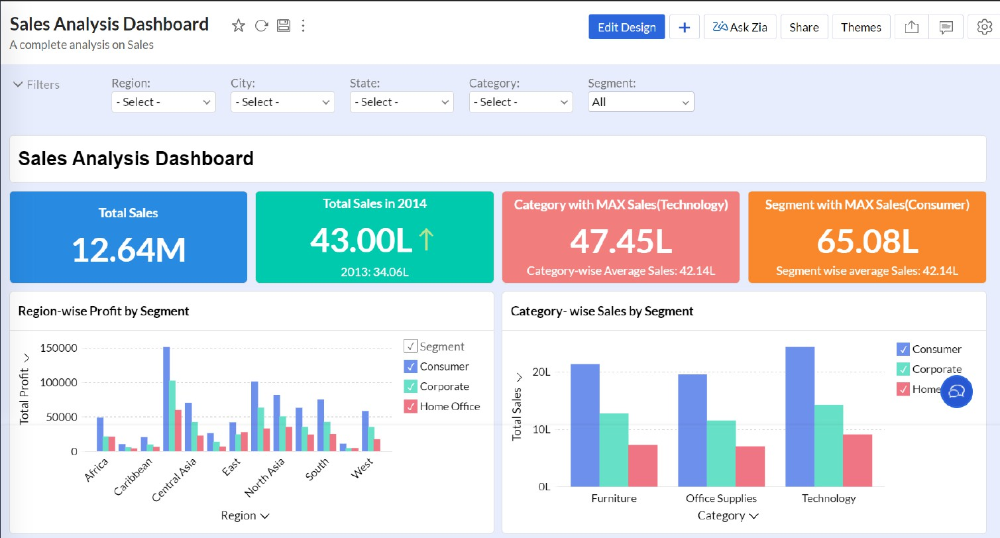 Sales Analysis Dashboard
A complete analysis on Sales
Edit Design
+
Zia Ask Zia
Share
Themes
Filters
Region:
- Select -
City:
- Select -
State:
- Select -
Category:
- Select -
Segment:
All
Sales Analysis Dashboard
Total Sales
12.64M
Total Sales in 2014
43.00L
2013: 34.06L
Category with MAX Sales(Technology)
47.45L
Category-wise Average Sales: 42.14L
Segment with MAX Sales(Consumer)
65.08L
Segment wise average Sales: 42.14L
Region-wise Profit by Segment
Total Profit
150000
100000
50000
0
Africa
Caribbean
Central Asia
East
North Asia
South
West
Region
Segment
Consumer
Corporate
Home Office
Category- wise Sales by Segment
Total Sales
20L
10L
0L
Furniture
Office Supplies
Technology
Category
Consumer
Corporate
Home